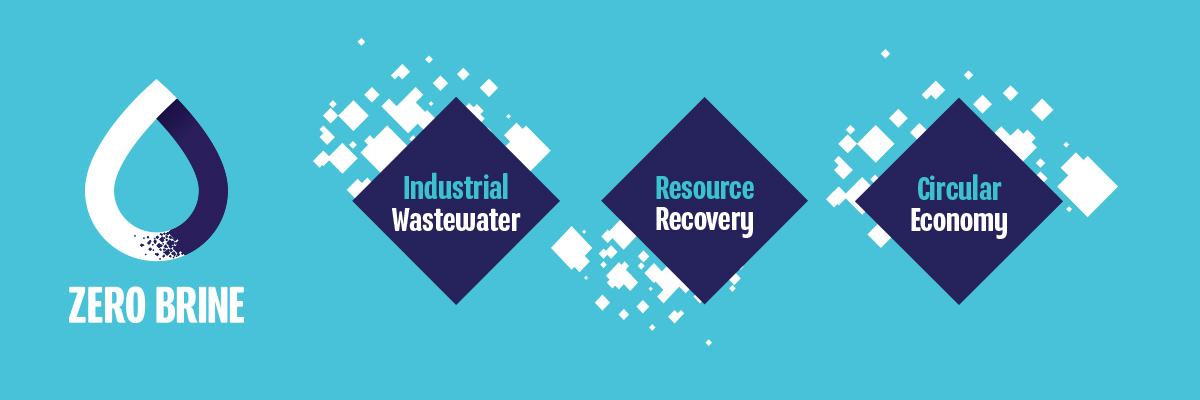 ZERO BRINE
Industrial
Wastewater
Resource
Recovery
Circular
Economy